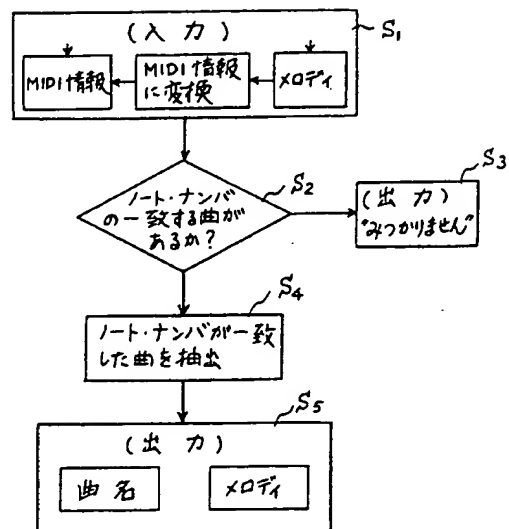 (入力)
S1
MIDI情報
MIDI情報
に変換
メロディ
ノート・ナンバ
の一致する曲が
あるか?
S2
S3
(出力)
"みつかりません"
S4
ノート・ナンバが一致
した曲を抽出
S5
(出力)
曲名
メロディ